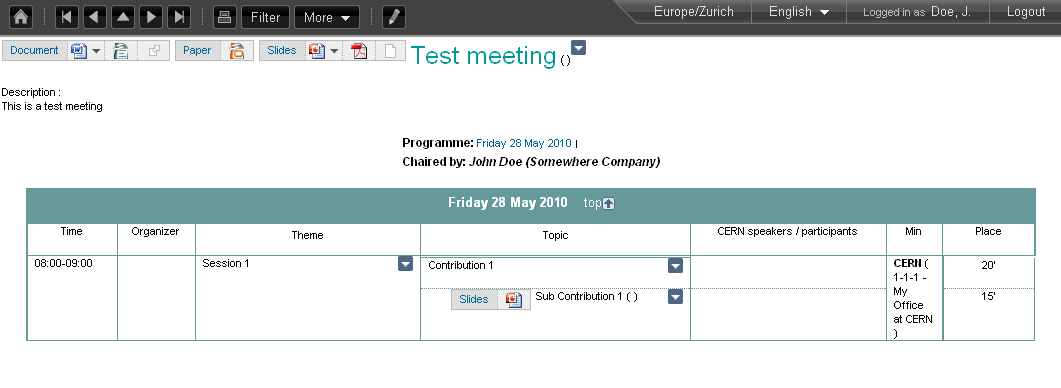 Filter More Europe/Zurich English Logged in as Doe, J. Logout
Document Paper Slides Test meeting ()
Description :
This is a test meeting
Programme: Friday 28 May 2010 |
Chaired by: John Doe (Somewhere Company)
Friday 28 May 2010 top
Time Organizer Theme Topic CERN speakers / participants Min Place
08:00-09:00 Session 1 Contribution 1 CERN ( 20'
1-1-1 -
My
Slides Sub Contribution 1 ( ) 15'
Office
at CERN
)